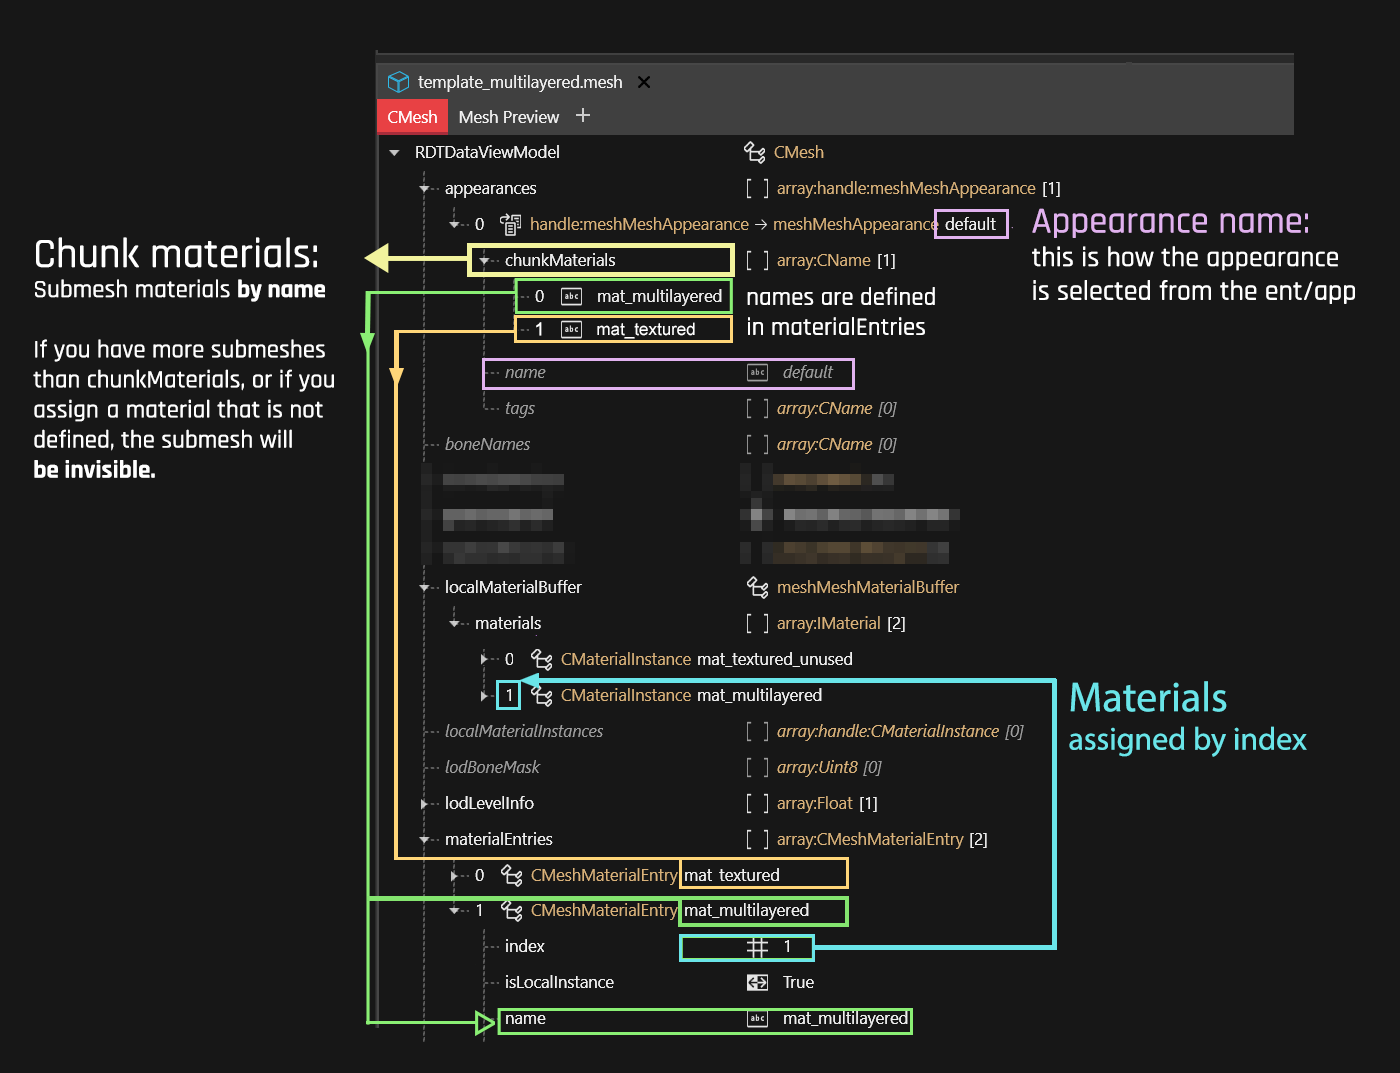 template_multilayered.mesh
CMesh Mesh Preview +
RDTDataViewModel CMesh
appearances [ ] array:handle:meshMeshAppearance [1]
0 handle:meshMeshAppearance → meshMeshAppearance default
Appearance name:
this is how the appearance
is selected from the ent/app
Chunk materials:
Submesh materials by name
If you have more submeshes
than chunkMaterials, or if you
assign a material that is not
defined, the submesh will
be invisible.
chunkMaterials [ ] array:CName [1]
0 abc mat_multilayered
1 abc mat_textured
names are defined
in materialEntries
name abc default
tags [ ] array:CName [0]
boneNames [ ] array:CName [0]
localMaterialBuffer meshMeshMaterialBuffer
materials [ ] array:IMaterial [2]
0 CMaterialInstance mat_textured_unused
1 CMaterialInstance mat_multilayered
Materials
assigned by index
localMaterialInstances [ ] array:handle:CMaterialInstance [0]
lodBoneMask [ ] array:Uint8 [0]
lodLevelInfo [ ] array:Float [1]
materialEntries [ ] array:CMeshMaterialEntry [2]
0 CMeshMaterialEntry mat_textured
1 CMeshMaterialEntry mat_multilayered
index 1
isLocalInstance True
name abc mat_multilayered